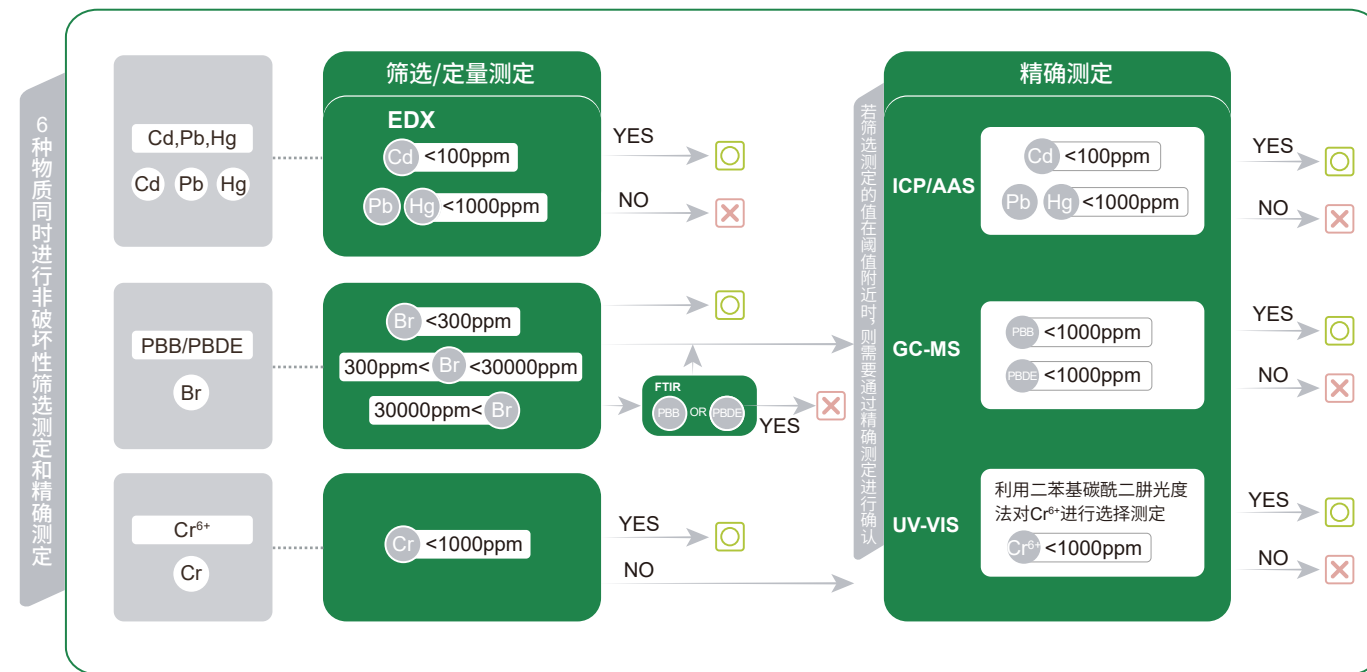 6种物质同时进行非破坏性筛选测定和精确测定
Cd,Pb,Hg
Cd Pb Hg
筛选/定量测定
EDX
Cd <100ppm
Pb Hg <1000ppm
YES
NO
PBB/PBDE
Br
Br <300ppm
300ppm< Br <30000ppm
30000ppm< Br
FTIR
PBB OR PBDE
YES
Cr⁶⁺
Cr
Cr <1000ppm
YES
NO
若筛选测定的值在阈值附近时,则需要通过精确测定进行确认
精确测定
ICP/AAS
Cd <100ppm
Pb Hg <1000ppm
YES
NO
GC-MS
PBB <1000ppm
PBDE <1000ppm
YES
NO
UV-VIS
利用二苯基碳酰二肼光度
法对Cr⁶⁺进行选择测定
Cr⁶⁺ <1000ppm
YES
NO